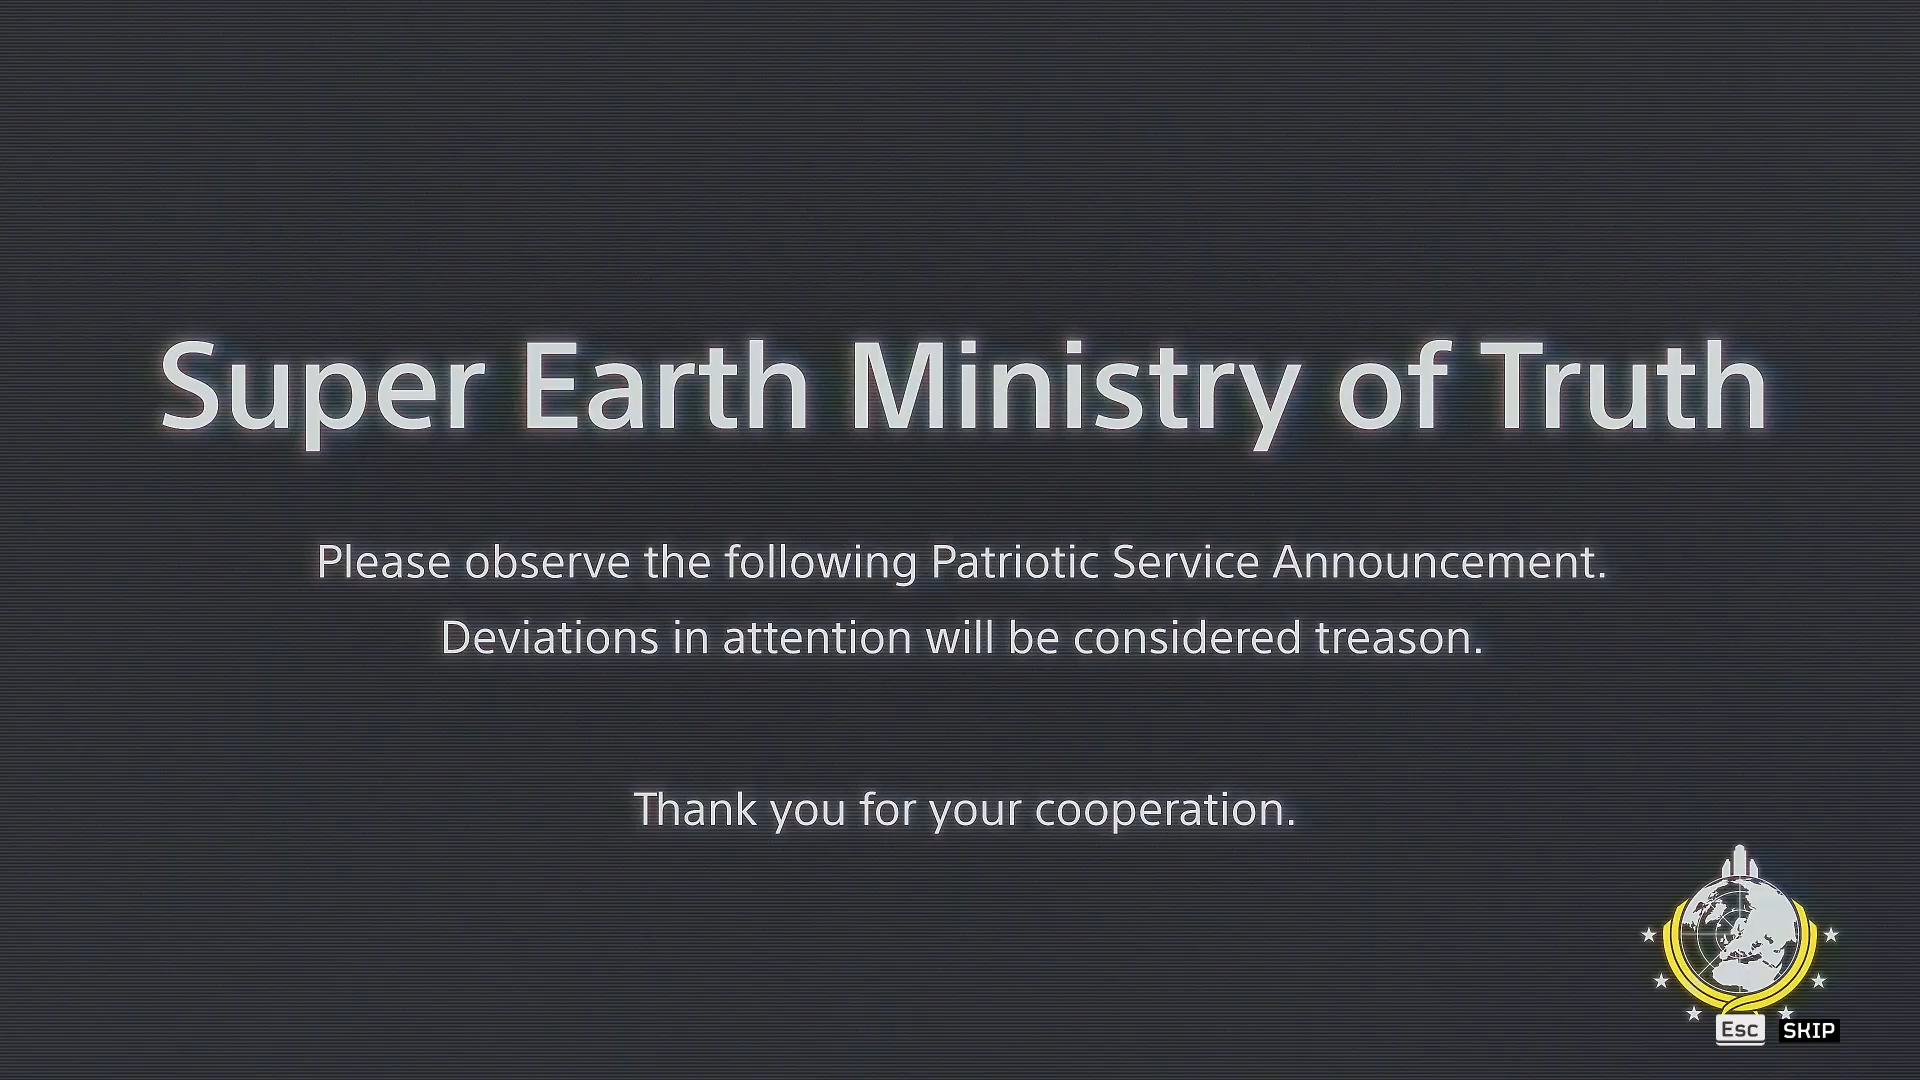 Super Earth Ministry of Truth
Please observe the following Patriotic Service Announcement.
Deviations in attention will be considered treason.
Thank you for your cooperation.
Esc SKIP